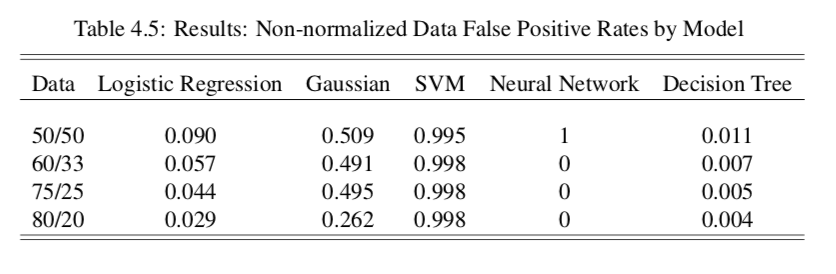 Table 4.5: Results: Non-normalized Data False Positive Rates by Model
Data Logistic Regression Gaussian SVM Neural Network Decision Tree
50/50 0.090 0.509 0.995 1 0.011
60/33 0.057 0.491 0.998 0 0.007
75/25 0.044 0.495 0.998 0 0.005
80/20 0.029 0.262 0.998 0 0.004